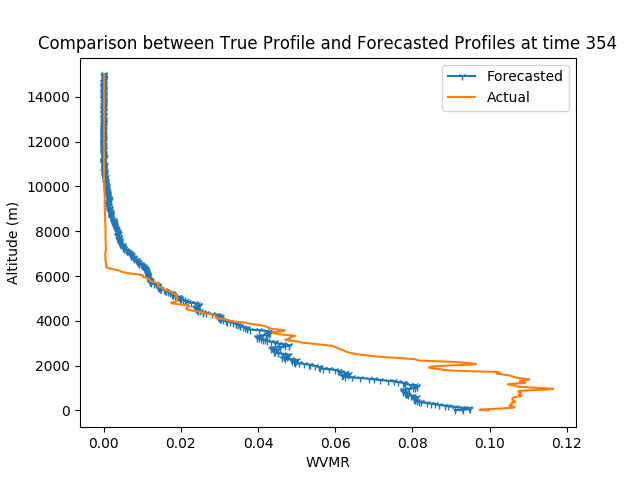 Comparison between True Profile and Forecasted Profiles at time 354
Forecasted
Actual
14000
12000
10000
8000
6000
4000
2000
0
Altitude (m)
0.00 0.02 0.04 0.06 0.08 0.10 0.12
WVMR